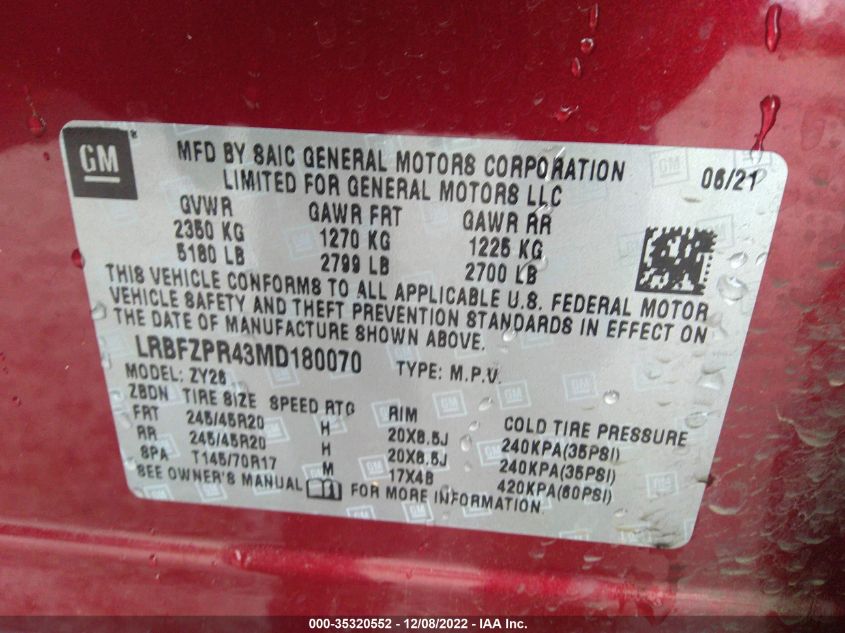 GM ®
MFD BY SAIC GENERAL MOTORS CORPORATION 06/21
LIMITED FOR GENERAL MOTORS LLC
GVWR GAWR FRT GAWR RR
2350 KG 1270 KG 1225 KG
5180 LB 2799 LB 2700 LB
THIS VEHICLE CONFORMS TO ALL APPLICABLE U.S. FEDERAL MOTOR
VEHICLE SAFETY AND THEFT PREVENTION STANDARDS IN EFFECT ON
THE DATE OF MANUFACTURE SHOWN ABOVE.
LRBFZPR43MD180070 TYPE: M.P.V.
MODEL: ZY26
ZBDN TIRE SIZE SPEED RTG RIM COLD TIRE PRESSURE
FRT 245/45R20 H 20X8.5J 240KPA(35PSI)
RR 245/45R20 H 20X8.5J 240KPA(35PSI)
SPA T145/70R17 M 17X4B 420KPA(60PSI)
SEE OWNER'S MANUAL FOR MORE INFORMATION
000-35320552 - 12/08/2022 - IAA Inc.